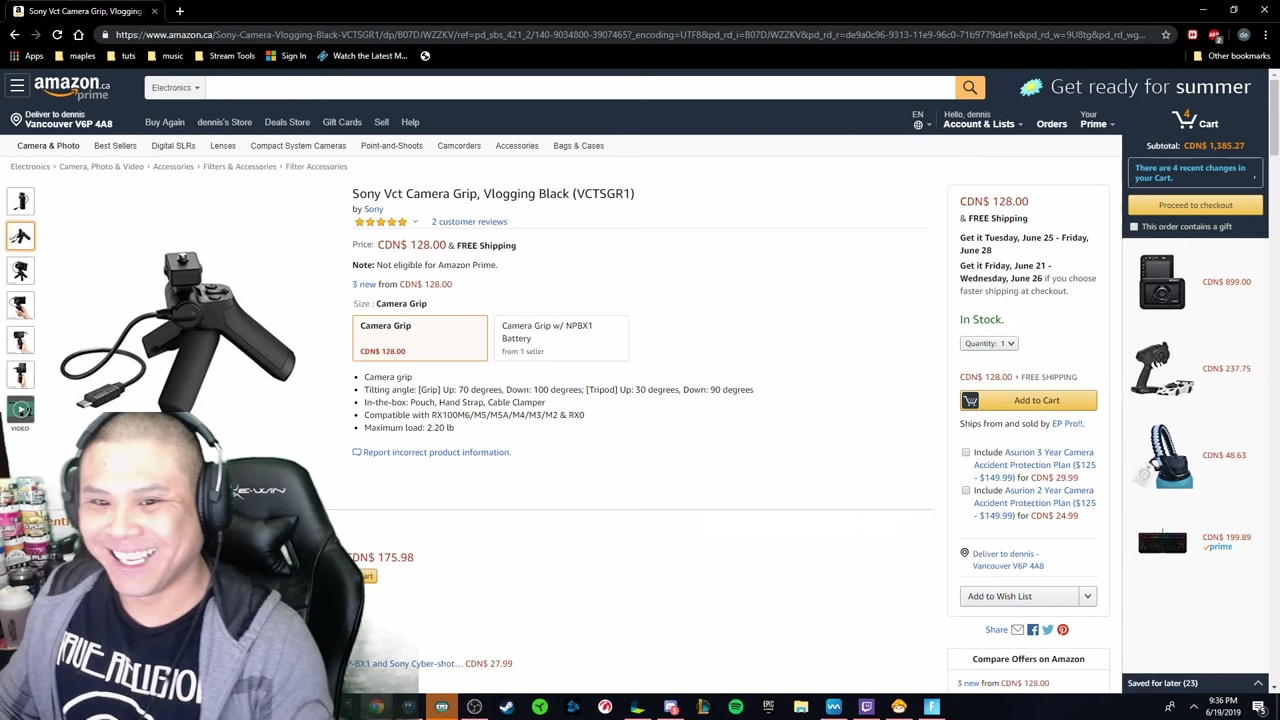 Sony Vct Camera Grip, Vlogging
https://www.amazon.ca/Sony-Camera-Vlogging-Black-VCTSGR1/dp/B07DJWZZKV/ref=pd_sbs_421_2/140-9034800-3907465?_encoding=UTF8&pd_rd_i=B07DJWZZKV&pd_rd_r=de9a0c96-9313-11e9-96c0-71b9779def1e&pd_rd_w=9U8tg&pd_rd_wg...
Apps
maples
tuts
music
Stream Tools
Sign In
Watch the Latest M...
Other bookmarks
amazon.ca
prime
Electronics
Get ready for summer
Deliver to dennis
Vancouver V6P 4A8
Buy Again
dennis's Store
Deals Store
Gift Cards
Sell
Help
EN
Hello, dennis
Account & Lists
Orders
Your
Prime
4
Cart
Camera & Photo
Best Sellers
Digital SLRs
Lenses
Compact System Cameras
Point-and-Shoots
Camcorders
Accessories
Bags & Cases
Electronics › Camera, Photo & Video › Accessories › Filters & Accessories › Filter Accessories
VIDEO
Sony Vct Camera Grip, Vlogging Black (VCTSGR1)
by Sony
2 customer reviews
Price: CDN$ 128.00 & FREE Shipping
Note: Not eligible for Amazon Prime.
3 new from CDN$ 128.00
Size : Camera Grip
Camera Grip
CDN$ 128.00
Camera Grip w/ NPBX1
Battery
from 1 seller
• Camera grip
• Tilting angle: [Grip] Up: 70 degrees, Down: 100 degrees; [Tripod] Up: 30 degrees, Down: 90 degrees
• In-the-box: Pouch, Hand Strap, Cable Clamper
• Compatible with RX100M6/M5/M5A/M4/M3/M2 & RX0
• Maximum load: 2.20 lb
Report incorrect product information.
CDN$ 175.98
P-BX1 and Sony Cyber-shot... CDN$ 27.99
TRUE RELIGION
CDN$ 128.00
& FREE Shipping
Get it Tuesday, June 25 - Friday,
June 28
Get it Friday, June 21 -
Wednesday, June 26 if you choose
faster shipping at checkout.
In Stock.
Quantity: 1
CDN$ 128.00 + FREE SHIPPING
Add to Cart
Ships from and sold by EP Pro!!.
Include Asurion 3 Year Camera
Accident Protection Plan ($125
- $149.99) for CDN$ 29.99
Include Asurion 2 Year Camera
Accident Protection Plan ($125
- $149.99) for CDN$ 24.99
Deliver to dennis -
Vancouver V6P 4A8
Add to Wish List
Share
Compare Offers on Amazon
3 new from CDN$ 128.00
Subtotal: CDN$ 1,385.27
There are 4 recent changes in
your Cart.
Proceed to checkout
This order contains a gift
CDN$ 899.00
CDN$ 237.75
CDN$ 48.63
CDN$ 199.89
prime
Saved for later (23)
9:36 PM
6/19/2019